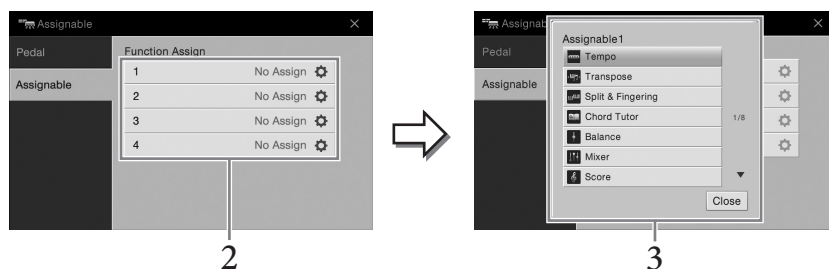 Assignable ×
Pedal
Assignable
Function Assign
1 No Assign
2 No Assign
3 No Assign
4 No Assign
2
Assignab ×
Pedal
Assignable
Assignable1
Tempo
Transpose
Split & Fingering
Chord Tutor
Balance
Mixer
Score
1/8
Close
3